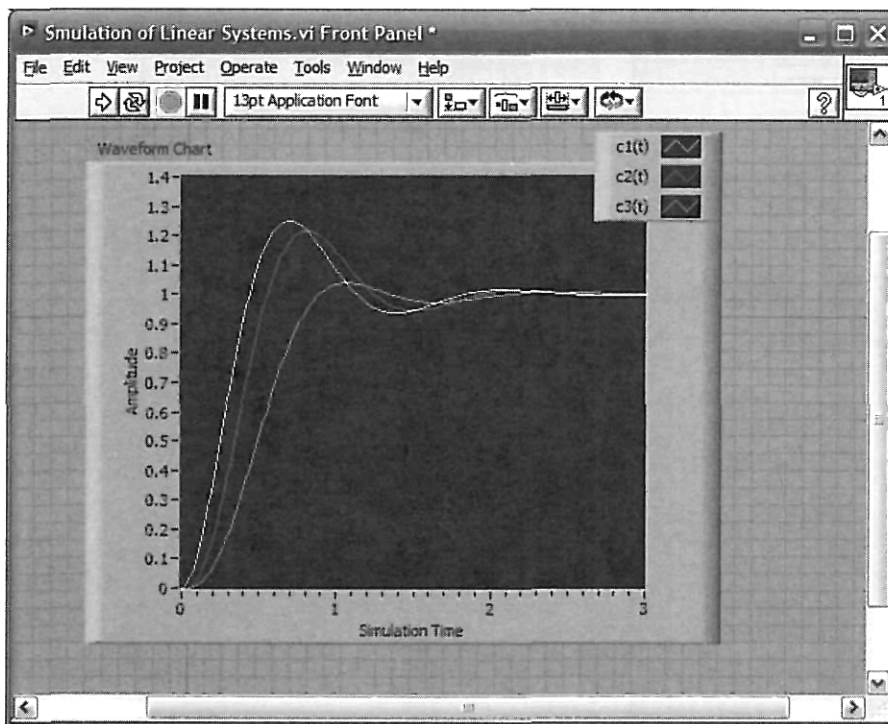 Smulation of Linear Systems.vi Front Panel *
File Edit View Project Operate Tools Window Help
13pt Application Font
?
1
Waveform Chart
c1(t)
c2(t)
c3(t)
1.4
1.3
1.2
1.1
1
0.9
0.8
0.7
0.6
0.5
0.4
0.3
0.2
0.1
0
Amplitude
0 1 2 3
Simulation Time